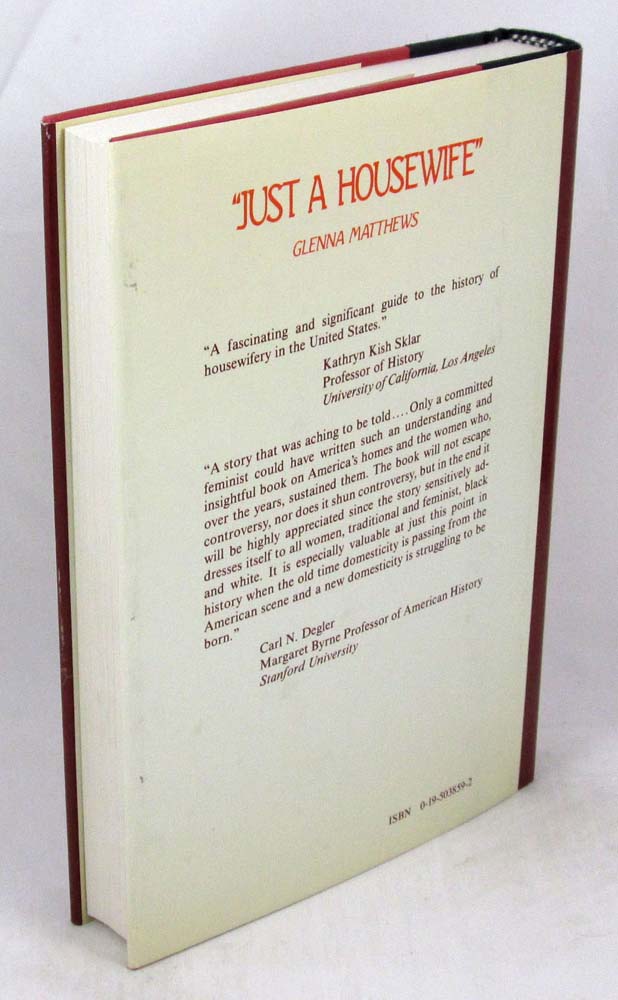 "JUST A HOUSEWIFE"
GLENNA MATTHEWS
"A fascinating and significant guide to the history of
housewifery in the United States."
Kathryn Kish Sklar
Professor of History
University of California, Los Angeles
"A story that was aching to be told.... Only a committed
feminist could have written such an understanding and
insightful book on America's homes and the women who,
over the years, sustained them. The book will not escape
controversy, nor does it shun controversy, but in the end it
will be highly appreciated since the story sensitively ad-
dresses itself to all women, traditional and feminist, black
and white. It is especially valuable at just this point in
history when the old time domesticity is passing from the
American scene and a new domesticity is struggling to be
born."
Carl N. Degler
Margaret Byrne Professor of American History
Stanford University
ISBN 0-19-503859-2